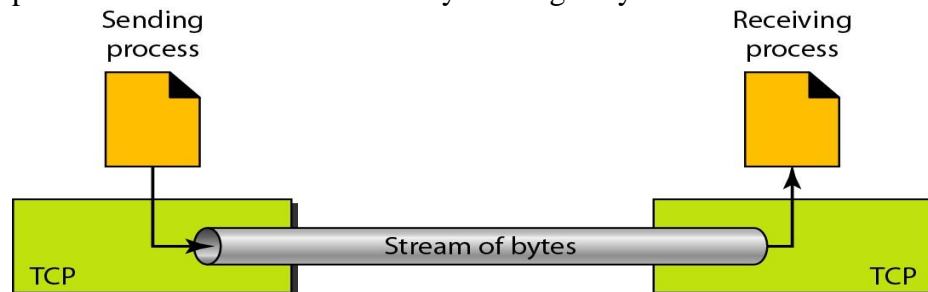 Sending
process
Receiving
process
Stream of bytes
TCP
TCP